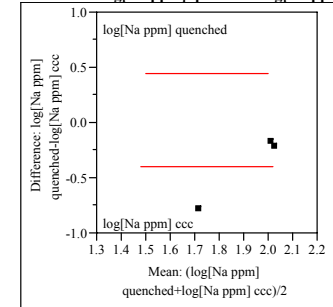 1.0
log[Na ppm] quenched
0.5
0.0
-0.5
log[Na ppm] ccc
-1.0
1.3 1.4 1.5 1.6 1.7 1.8 1.9 2.0 2.1 2.2
Difference: log[Na ppm]
quenched-log[Na ppm] ccc
Mean: (log[Na ppm]
quenched+log[Na ppm] ccc)/2